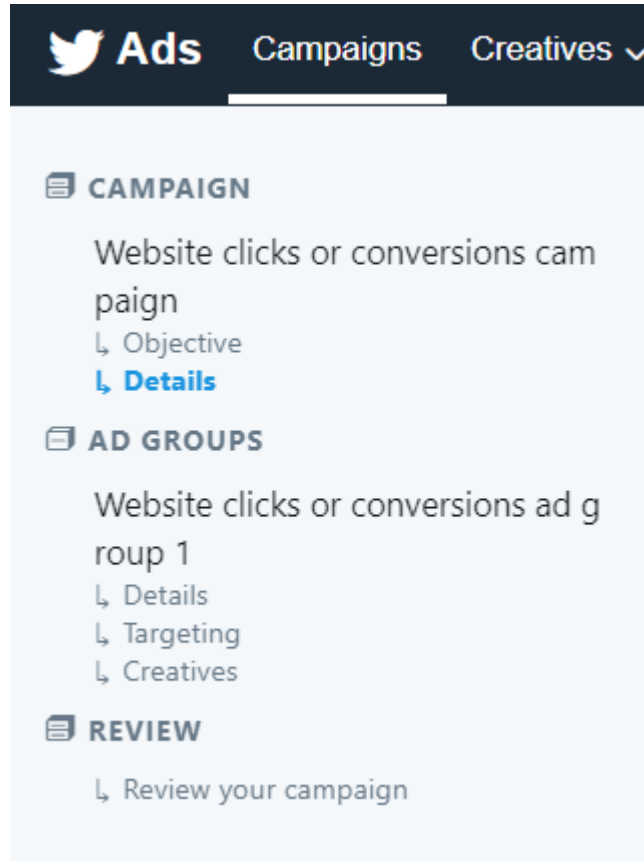 Ads Campaigns Creatives
CAMPAIGN
Website clicks or conversions cam
paign
Objective
Details
AD GROUPS
Website clicks or conversions ad g
roup 1
Details
Targeting
Creatives
REVIEW
Review your campaign